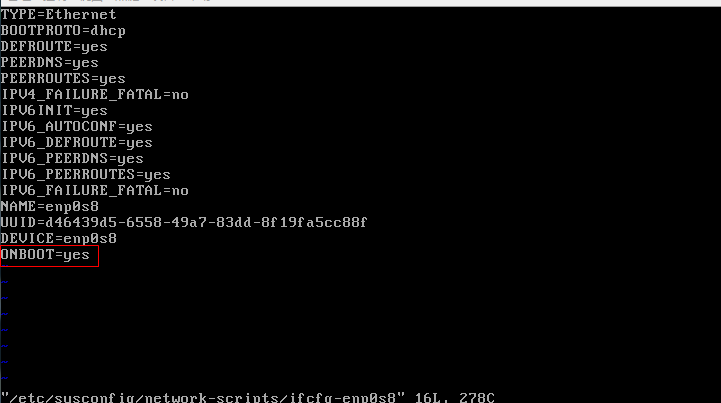 TYPE=Ethernet
BOOTPROTO=dhcp
DEFROUTE=yes
PEERDNS=yes
PEERROUTES=yes
IPV4_FAILURE_FATAL=no
IPV6INIT=yes
IPV6_AUTOCONF=yes
IPV6_DEFROUTE=yes
IPV6_PEERDNS=yes
IPV6_PEERROUTES=yes
IPV6_FAILURE_FATAL=no
NAME=enp0s8
UUID=d46439d5-6558-49a7-83dd-8f19fa5cc88f
DEVICE=enp0s8
ONBOOT=yes
~
~
~
~
~
~
~
"/etc/sysconfig/network-scripts/ifcfg-enp0s8" 16L, 278C